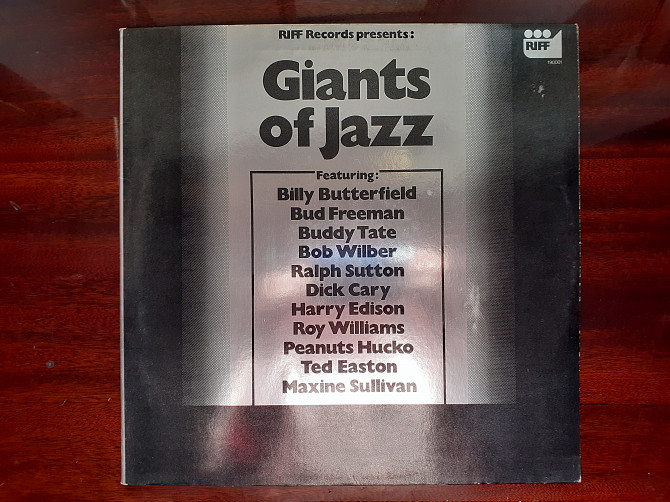 RIFF Records presents:
RIFF
Giants
of Jazz
Featuring:
Billy Butterfield
Bud Freeman
Buddy Tate
Bob Wilber
Ralph Sutton
Dick Cary
Harry Edison
Roy Williams
Peanuts Hucko
Ted Easton
Maxine Sullivan